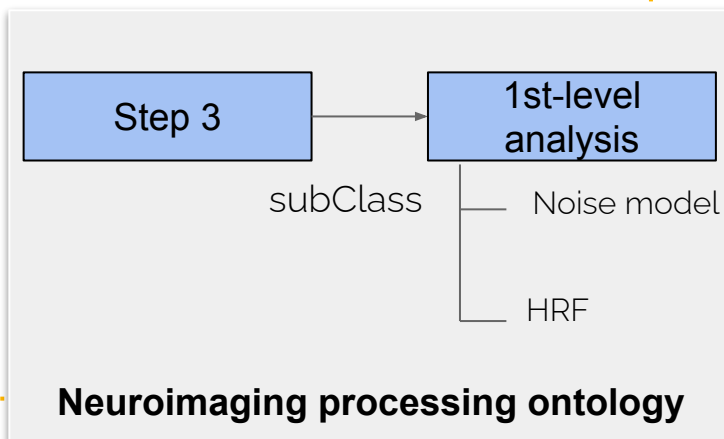 Step 3
1st-level
analysis
subClass
Noise model
HRF
Neuroimaging processing ontology